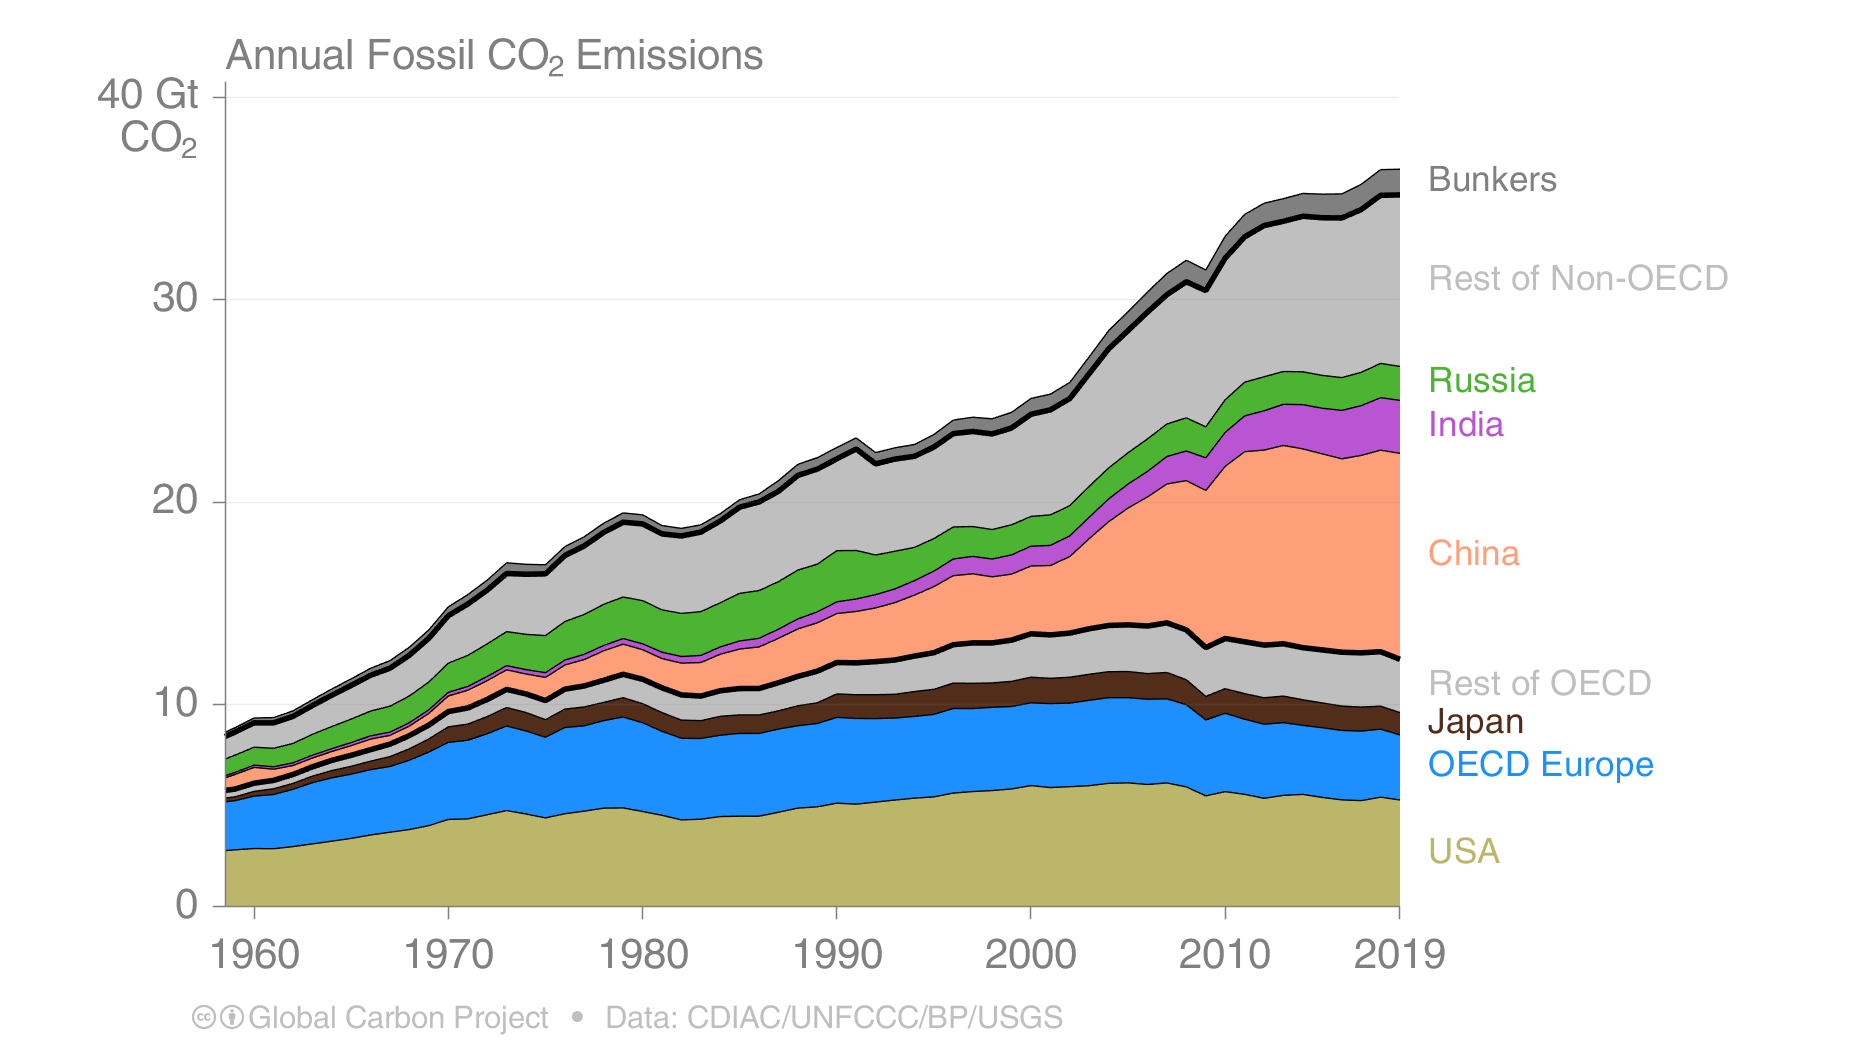 Annual Fossil CO₂ Emissions
40 Gt
CO₂
30
20
10
0
Bunkers
Rest of Non-OECD
Russia
India
China
Rest of OECD
Japan
OECD Europe
USA
1960 1970 1980 1990 2000 2010 2019
cc Global Carbon Project • Data: CDIAC/UNFCCC/BP/USGS